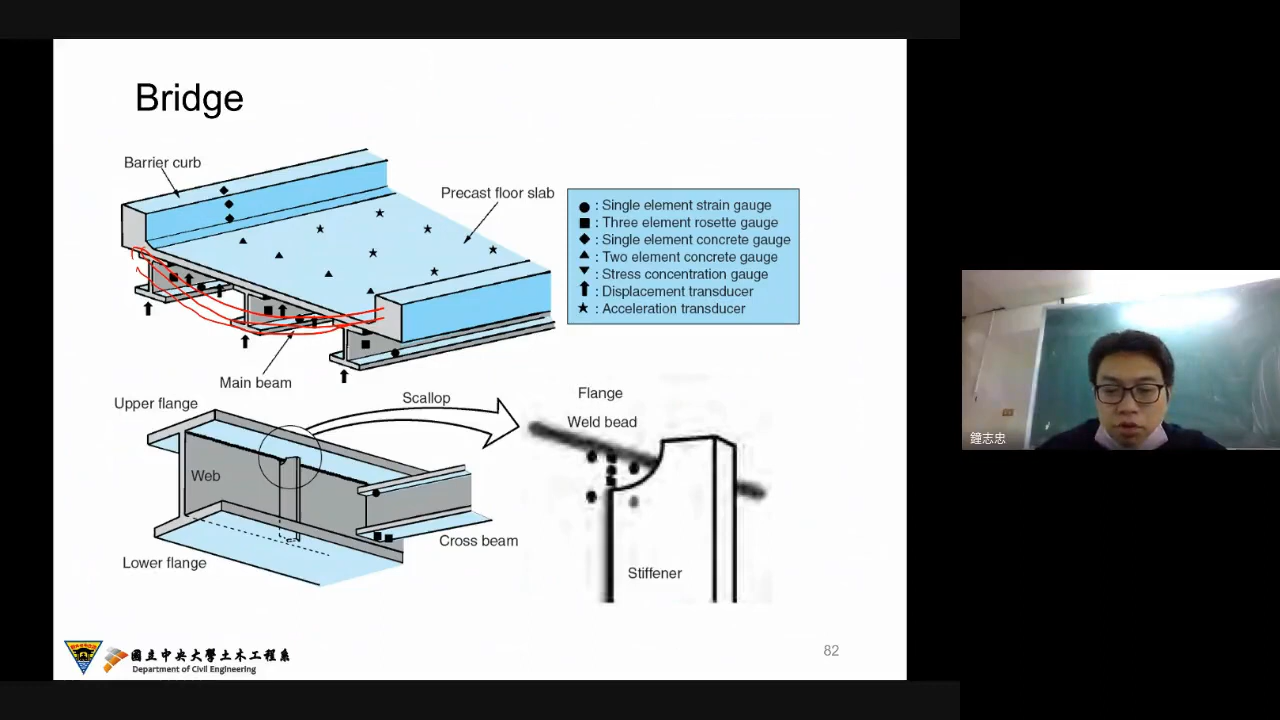 Bridge
Barrier curb
Precast floor slab
: Single element strain gauge
: Three element rosette gauge
: Single element concrete gauge
: Two element concrete gauge
: Stress concentration gauge
: Displacement transducer
: Acceleration transducer
Main beam
Upper flange
Scallop
Flange
Weld bead
Web
Cross beam
Lower flange
Stiffener
國立中央大學土木工程系
Department of Civil Engineering
82
鐘志忠